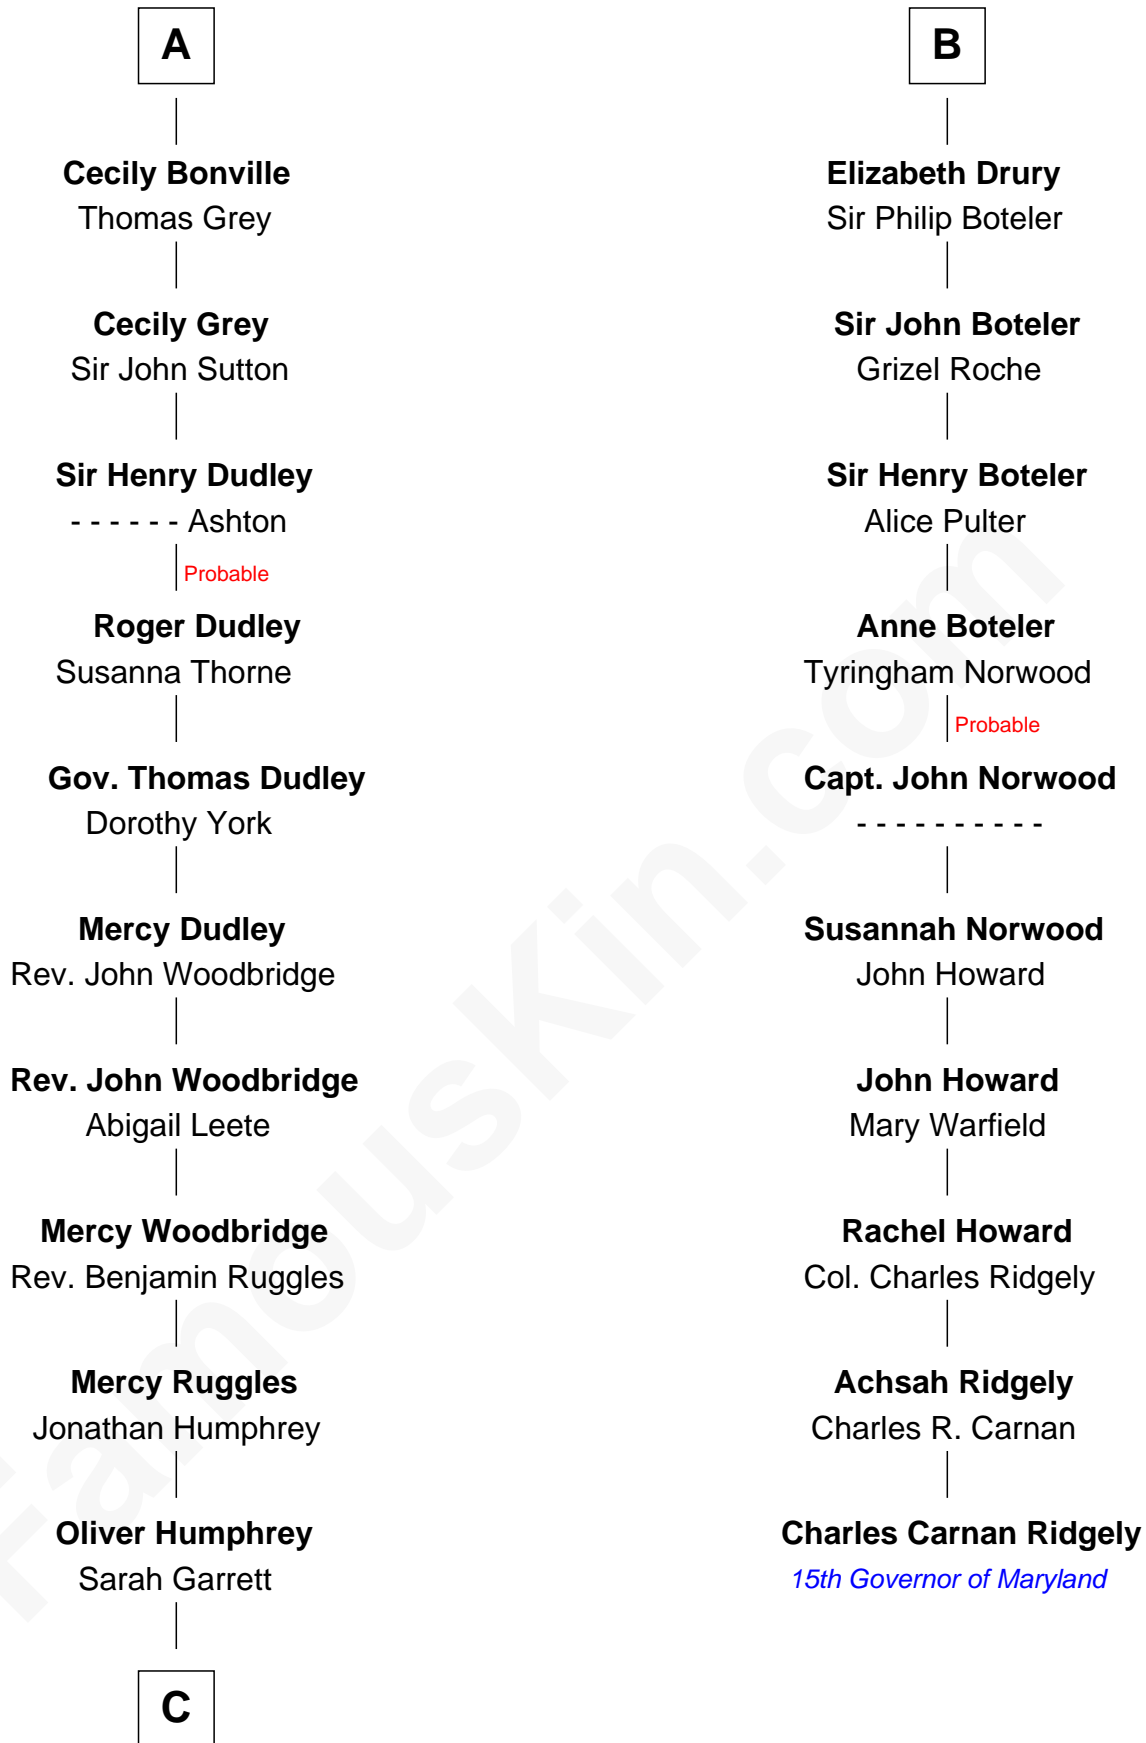 A
Cecily Bonville
Thomas Grey
Cecily Grey
Sir John Sutton
Sir Henry Dudley
- - - - - - Ashton
Probable
Roger Dudley
Susanna Thorne
Gov. Thomas Dudley
Dorothy York
Mercy Dudley
Rev. John Woodbridge
Rev. John Woodbridge
Abigail Leete
Mercy Woodbridge
Rev. Benjamin Ruggles
Mercy Ruggles
Jonathan Humphrey
Oliver Humphrey
Sarah Garrett
C
B
Elizabeth Drury
Sir Philip Boteler
Sir John Boteler
Grizel Roche
Sir Henry Boteler
Alice Pulter
Anne Boteler
Tyringham Norwood
Probable
Capt. John Norwood
- - - - - - - - - -
Susannah Norwood
John Howard
John Howard
Mary Warfield
Rachel Howard
Col. Charles Ridgely
Achsah Ridgely
Charles R. Carnan
Charles Carnan Ridgely
15th Governor of Maryland
FamousKin.com